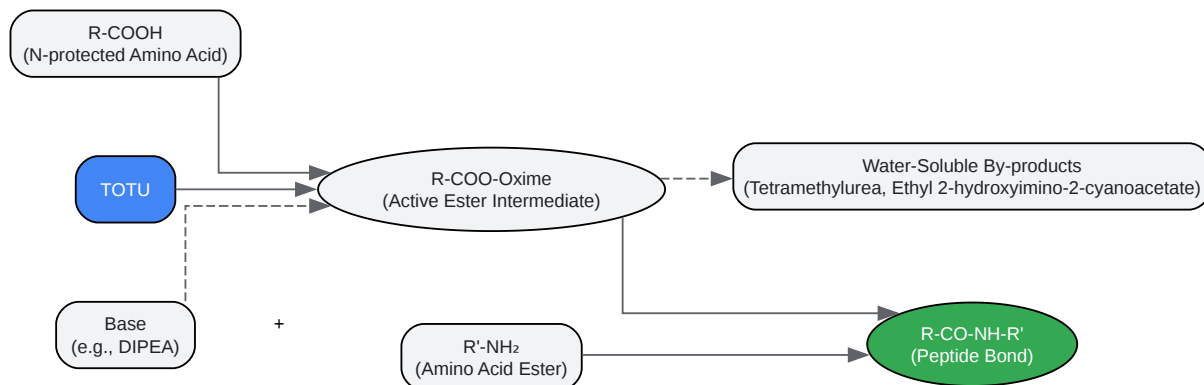 R-COOH
(N-protected Amino Acid)
TOTU
R-COO-Oxime
(Active Ester Intermediate)
Water-Soluble By-products
(Tetramethylurea, Ethyl 2-hydroxyimino-2-cyanoacetate)
Base
(e.g., DIPEA)
+
R'-NH₂
(Amino Acid Ester)
R-CO-NH-R'
(Peptide Bond)